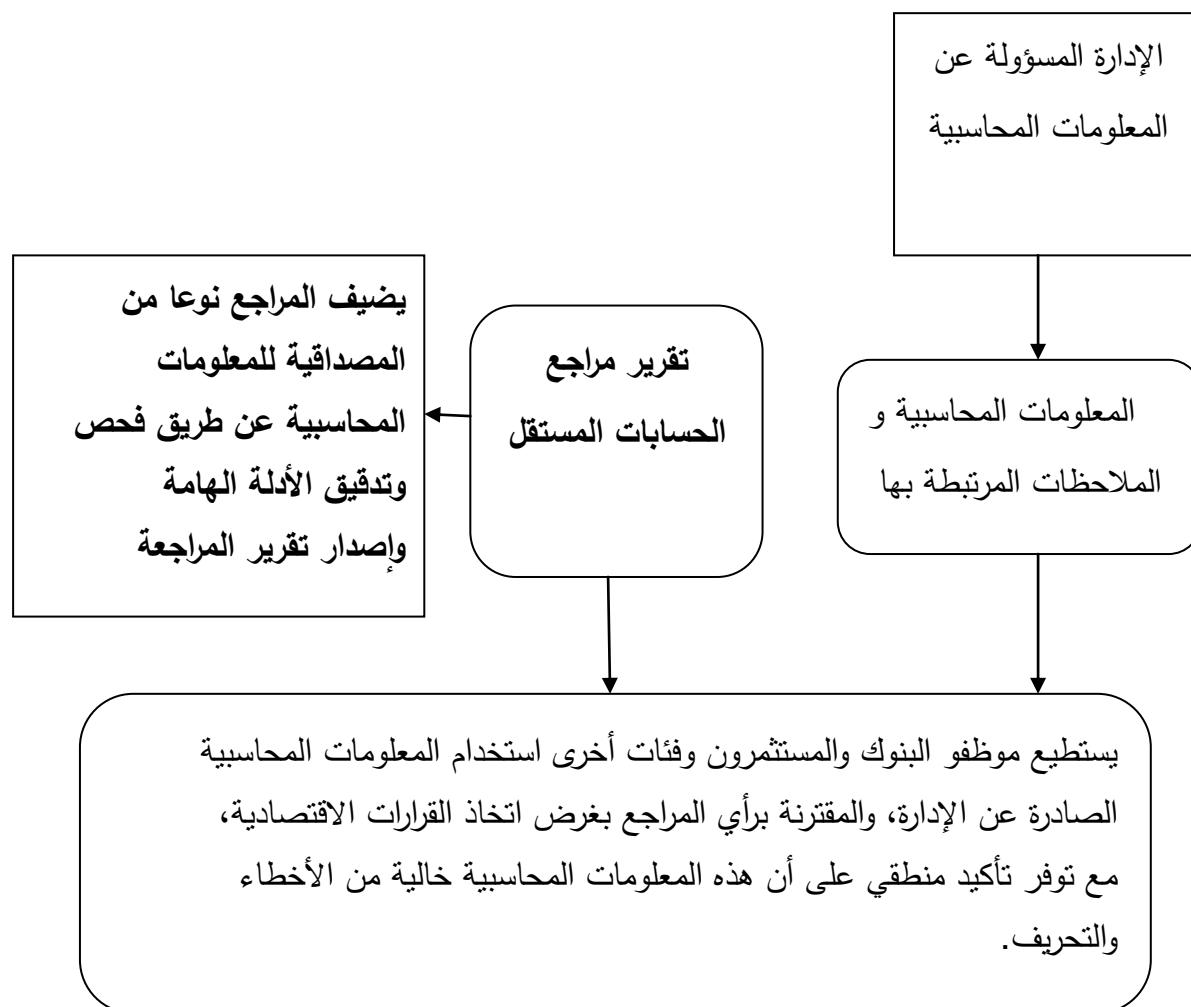 الإدارة المسؤولة عن
المعلومات المحاسبية
المعلومات المحاسبية و
الملاحظات المرتبطة بها
تقرير مراجع
الحسابات المستقل
يضيف المراجع نوعا من
المصداقية للمعلومات
المحاسبية عن طريق فحص
وتدقيق الأدلة الهامة
وإصدار تقرير المراجعة
يستطيع موظفو البنوك والمستثمرون وفئات أخرى استخدام المعلومات المحاسبية
الصادرة عن الإدارة، والمقترنة برأي المراجع بغرض اتخاذ القرارات الاقتصادية،
مع توفر تأكيد منطقي على أن هذه المعلومات المحاسبية خالية من الأخطاء
والتحريف.